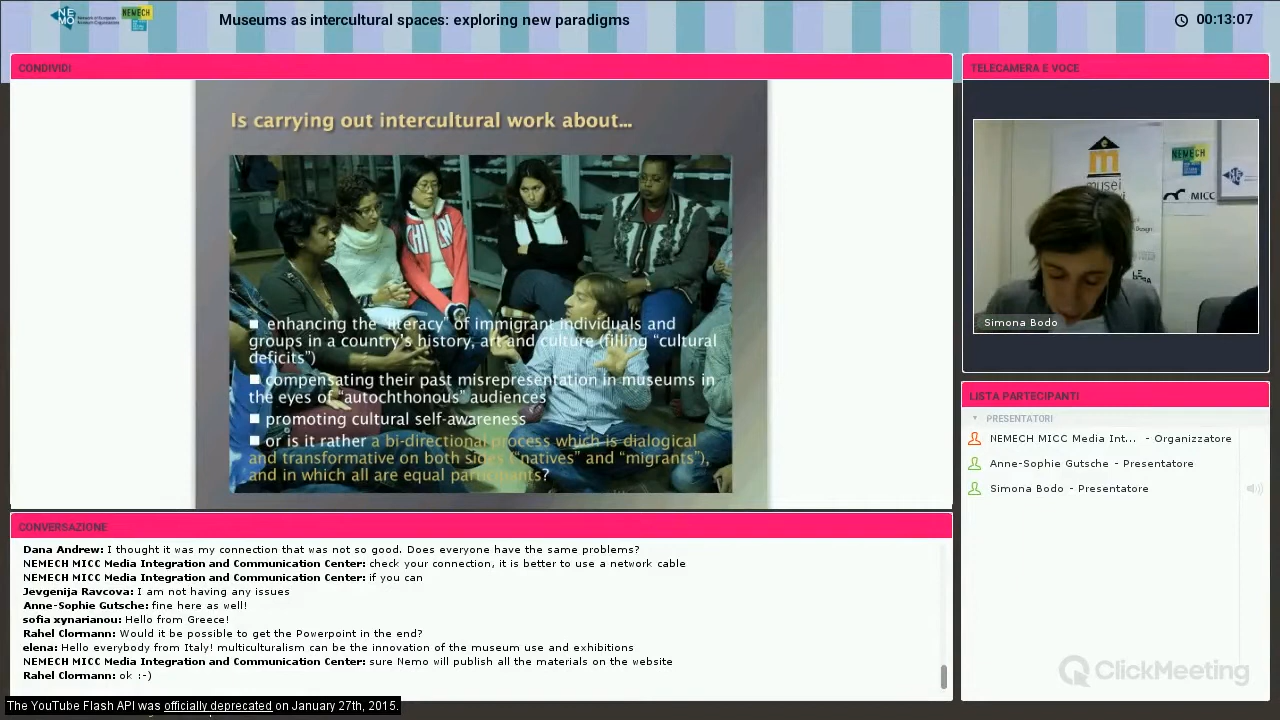 NEMO
NEMECH
Museums as intercultural spaces: exploring new paradigms
00:13:07
CONDIVIDI
Is carrying out intercultural work about...
enhancing the "literacy" of immigrant individuals and
groups in a country's history, art and culture (filling "cultural
deficits")
compensating their past misrepresentation in museums in
the eyes of "autochthonous" audiences
promoting cultural self-awareness
or is it rather a bi-directional process which is dialogical
and transformative on both sides ("natives" and "migrants"),
and in which all are equal participants?
TELECAMERA E VOCE
m
musei
NEMECH
MICC
Simona Bodo
LISTA PARTECIPANTI
PRESENTATORI
NEMECH MICC Media Int... - Organizzatore
Anne-Sophie Gutsche - Presentatore
Simona Bodo - Presentatore
ClickMeeting
CONVERSAZIONE
Dana Andrew: I thought it was my connection that was not so good. Does everyone have the same problems?
NEMECH MICC Media Integration and Communication Center: check your connection, it is better to use a network cable
NEMECH MICC Media Integration and Communication Center: if you can
Jevgenija Ravcova: I am not having any issues
Anne-Sophie Gutsche: fine here as well!
sofia xynarianou: Hello from Greece!
Rahel Clormann: Would it be possible to get the Powerpoint in the end?
elena: Hello everybody from Italy! multiculturalism can be the innovation of the museum use and exhibitions
NEMECH MICC Media Integration and Communication Center: sure Nemo will publish all the materials on the website
Rahel Clormann: ok :-)
The YouTube Flash API was officially deprecated on January 27th, 2015.